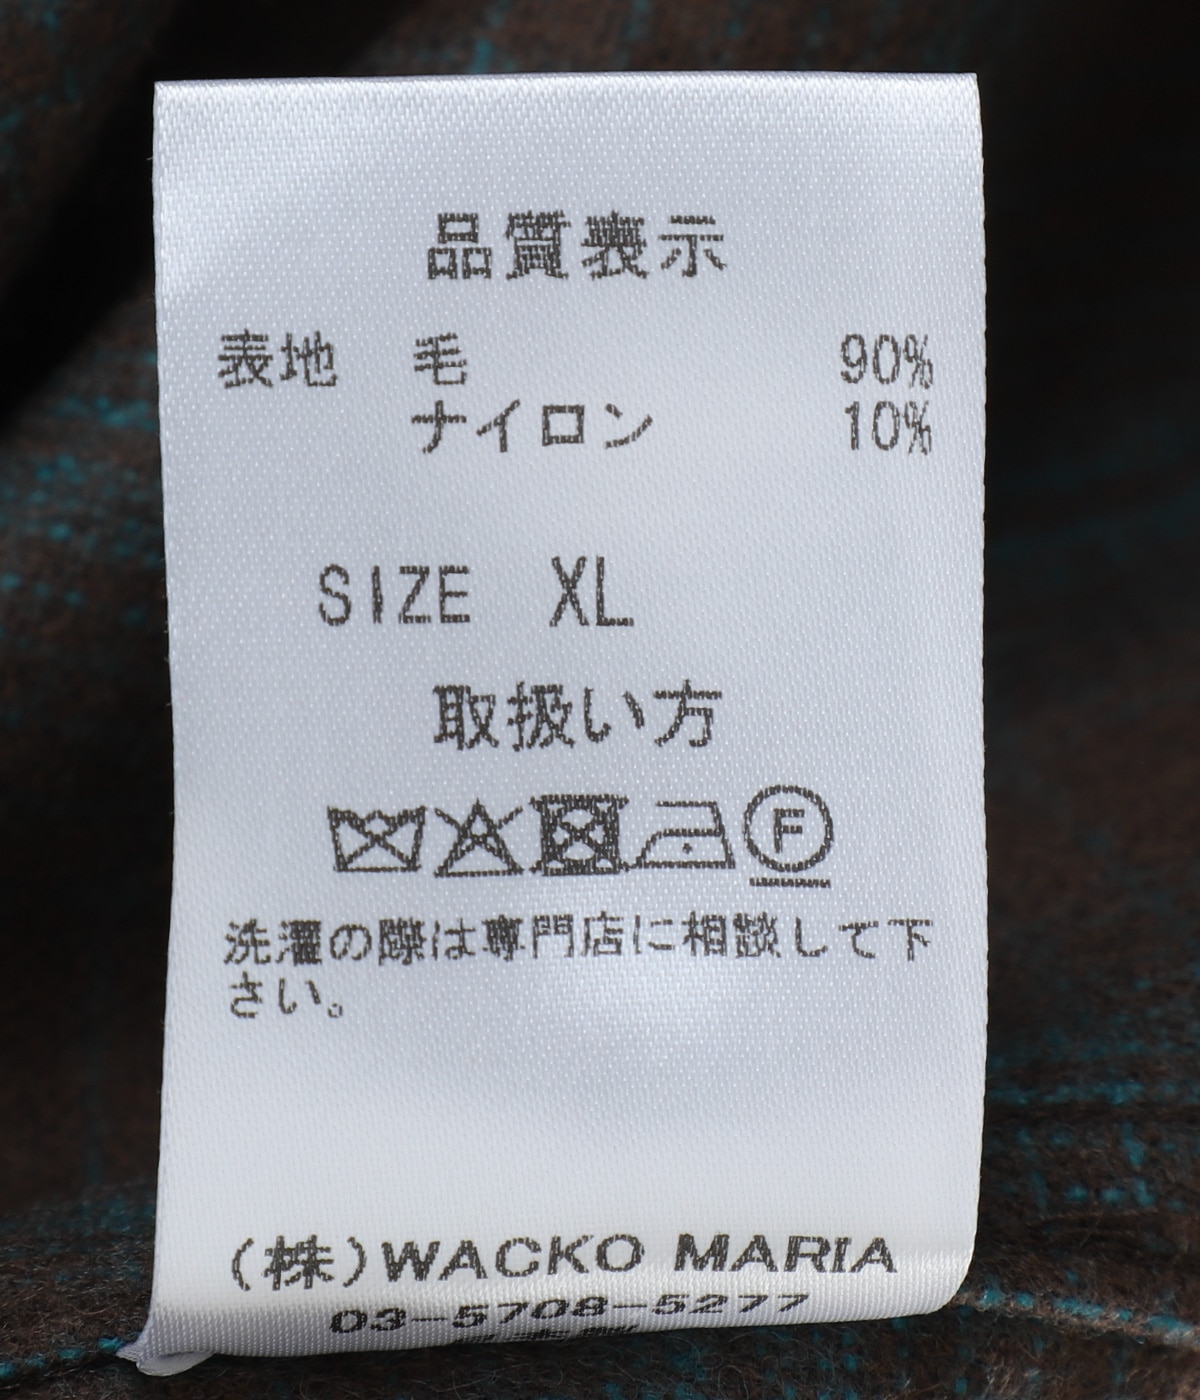 品質表示
表地 毛 90%
ナイロン 10%
SIZE XL
取扱い方
F
洗濯の際は専門店に相談して下
さい。
(株)WACKO MARIA
03-5708-5277